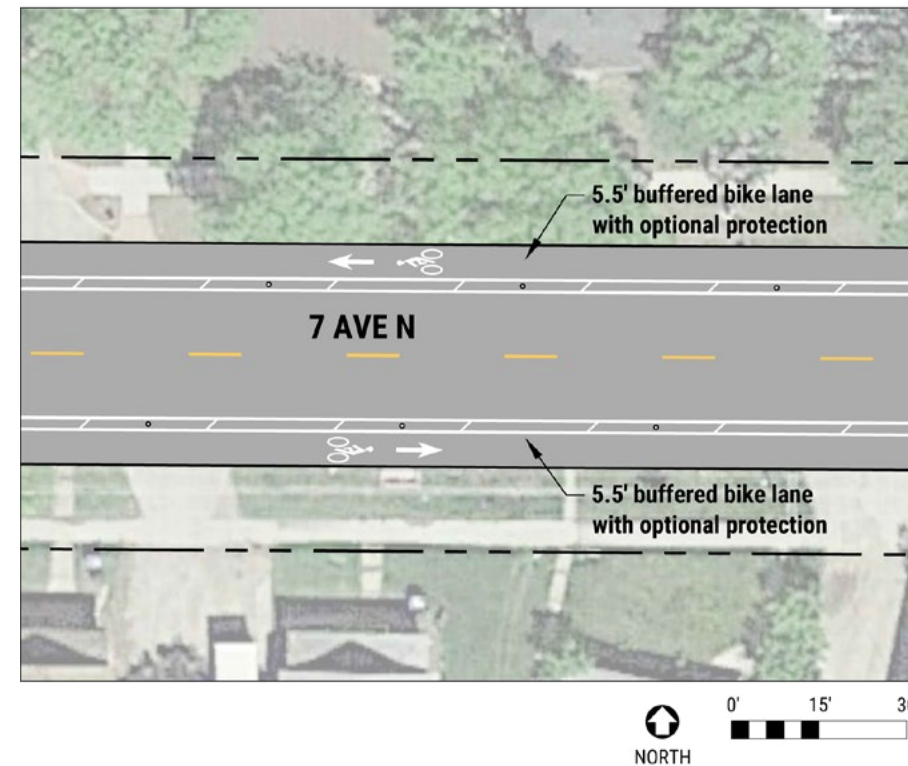 5.5' buffered bike lane
with optional protection
7 AVE N
5.5' buffered bike lane
with optional protection
0' 15'
NORTH